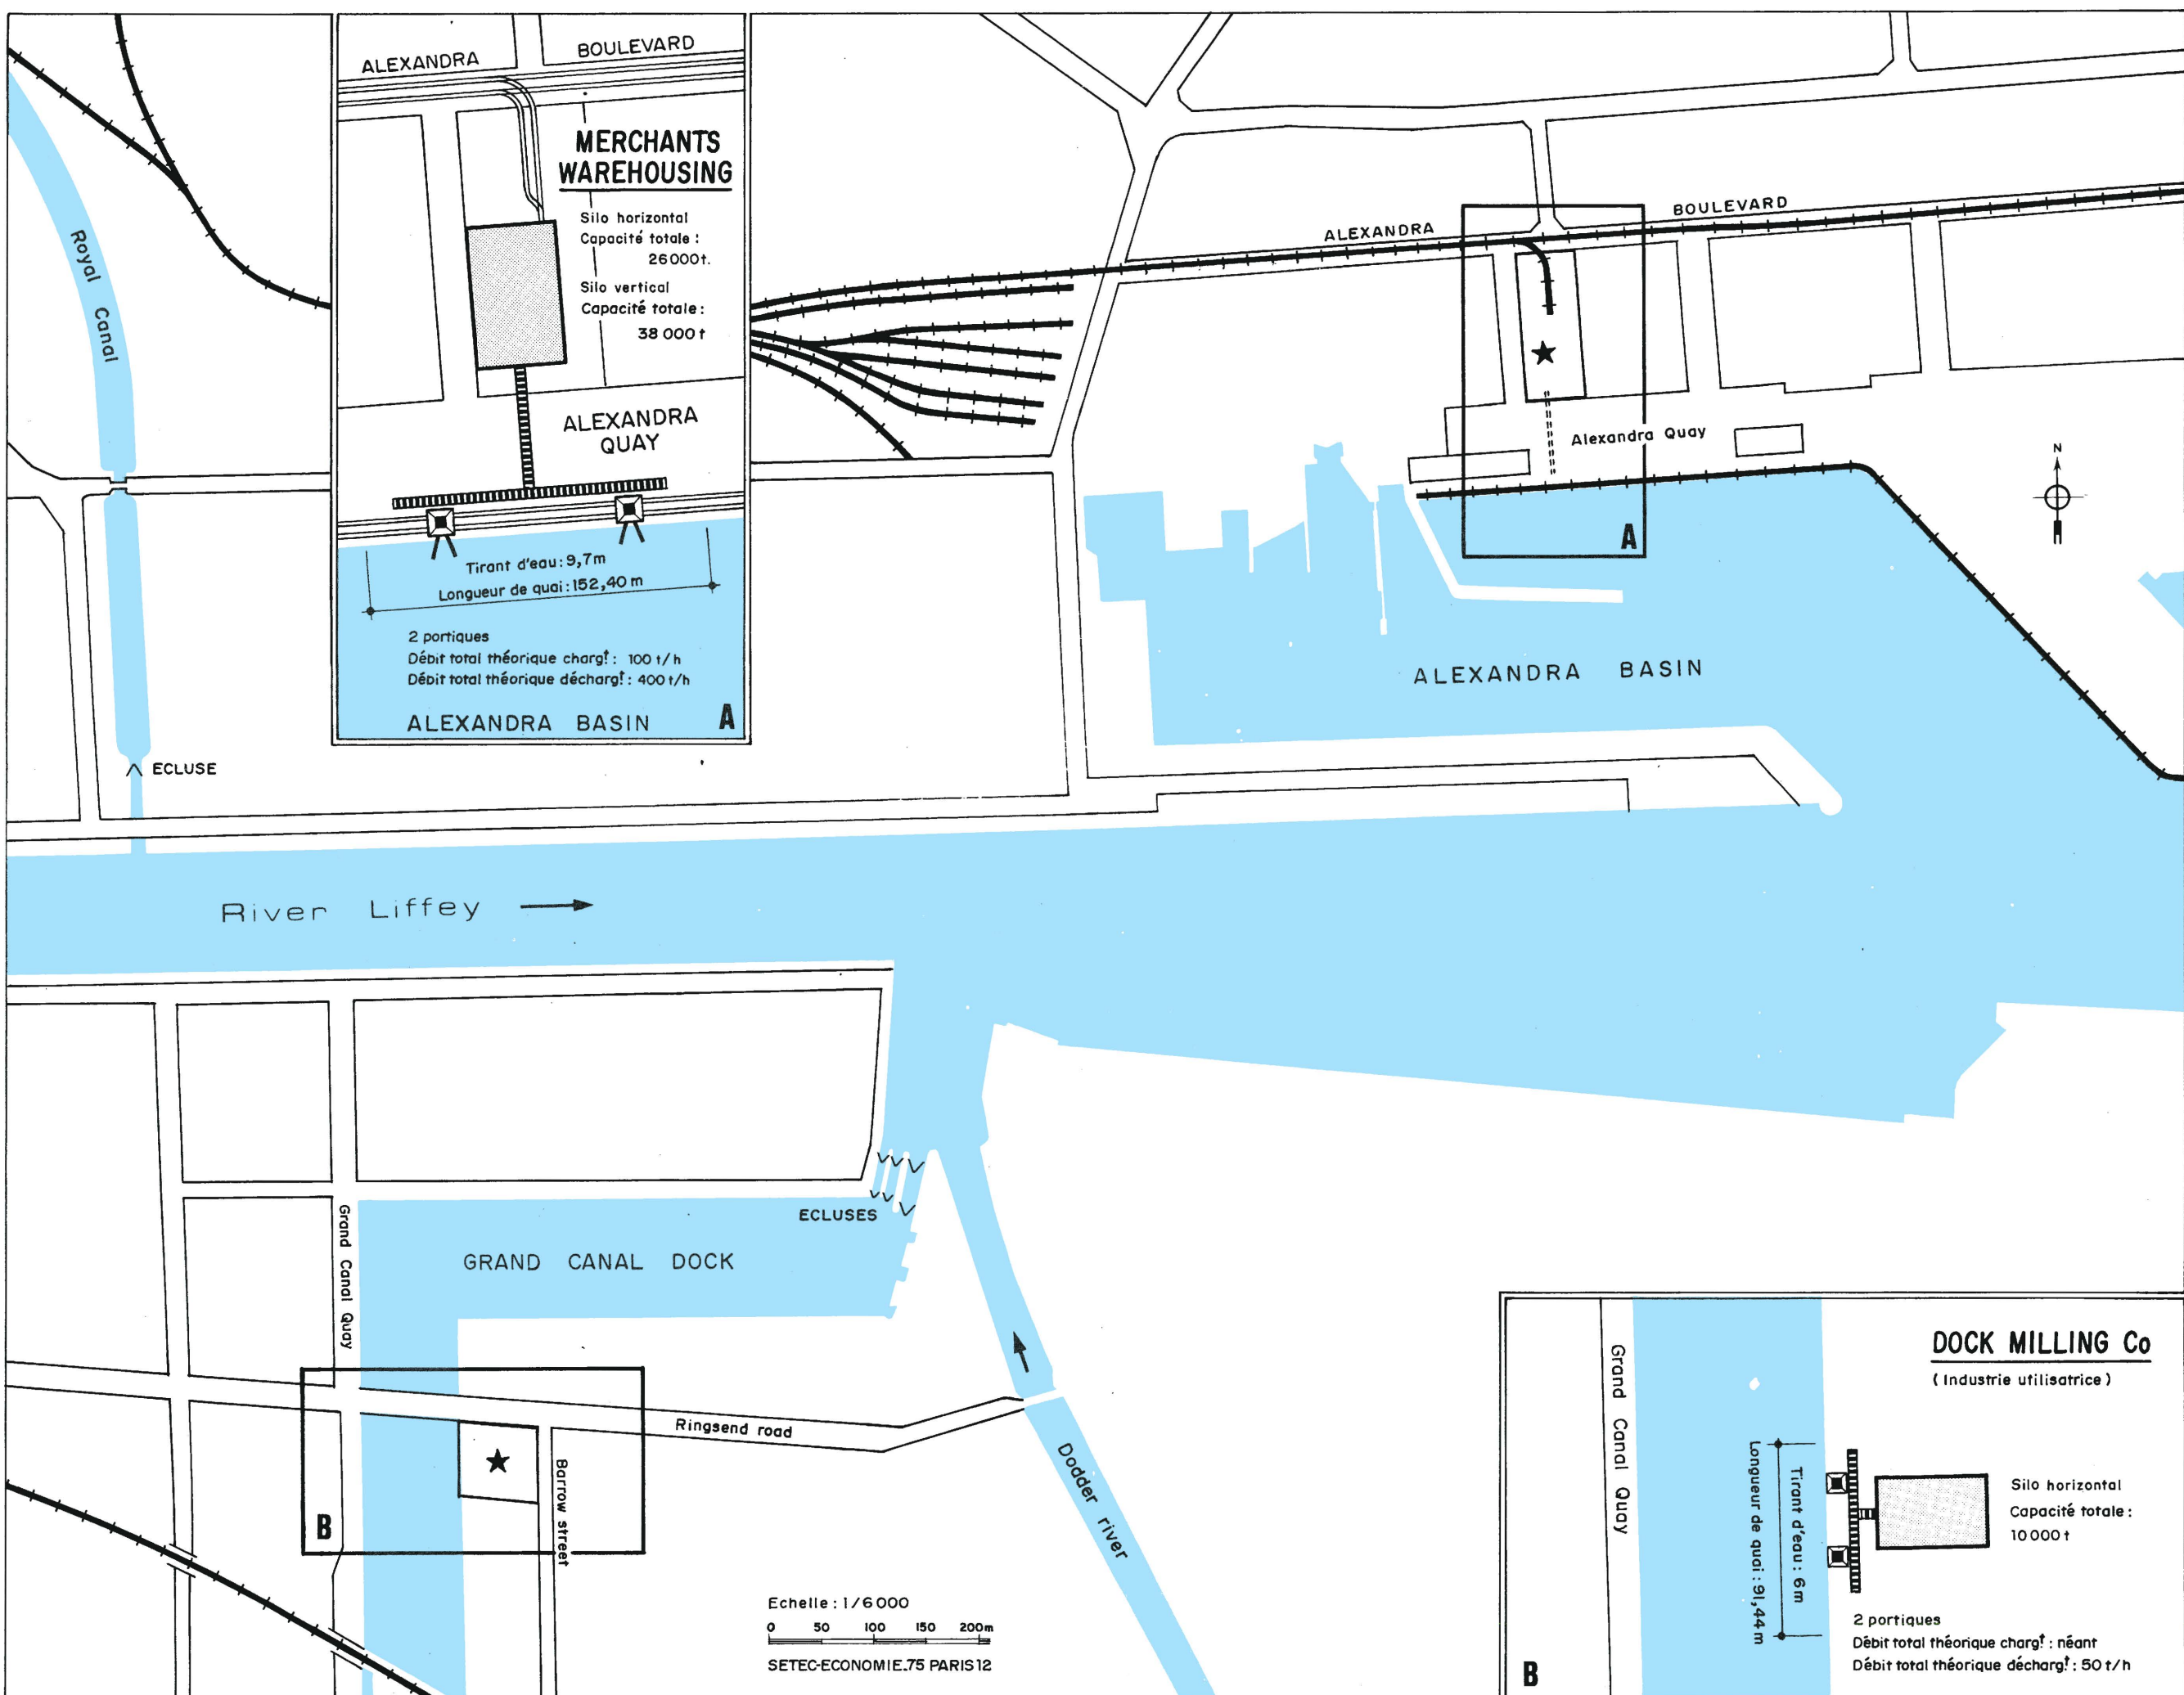 ALEXANDRA BOULEVARD
MERCHANTS
WAREHOUSING
Silo horizontal
Capacité totale :
26000t.
Silo vertical
Capacité totale :
38 000 t
ALEXANDRA
QUAY
Tirant d'eau : 9,7m
Longueur de quai : 152,40 m
2 portiques
Débit total théorique chargt : 100 t/h
Débit total théorique déchargt : 400 t/h
ALEXANDRA BASIN
A
Royal Canal
ECLUSE
ALEXANDRA BOULEVARD
Alexandra Quay
A
N
ALEXANDRA BASIN
River Liffey
ECLUSES
GRAND CANAL DOCK
Grand Canal Quay
Ringsend road
Barrow street
B
Dodder river
Echelle : 1/6 000
0 50 100 150 200m
SETEC-ECONOMIE.75 PARIS 12
DOCK MILLING Co
( Industrie utilisatrice )
Grand Canal Quay
Tirant d'eau : 6m
Longueur de quai : 91,44m
Silo horizontal
Capacité totale :
10 000 t
2 portiques
Débit total théorique chargt : néant
Débit total théorique déchargt : 50 t/h
B